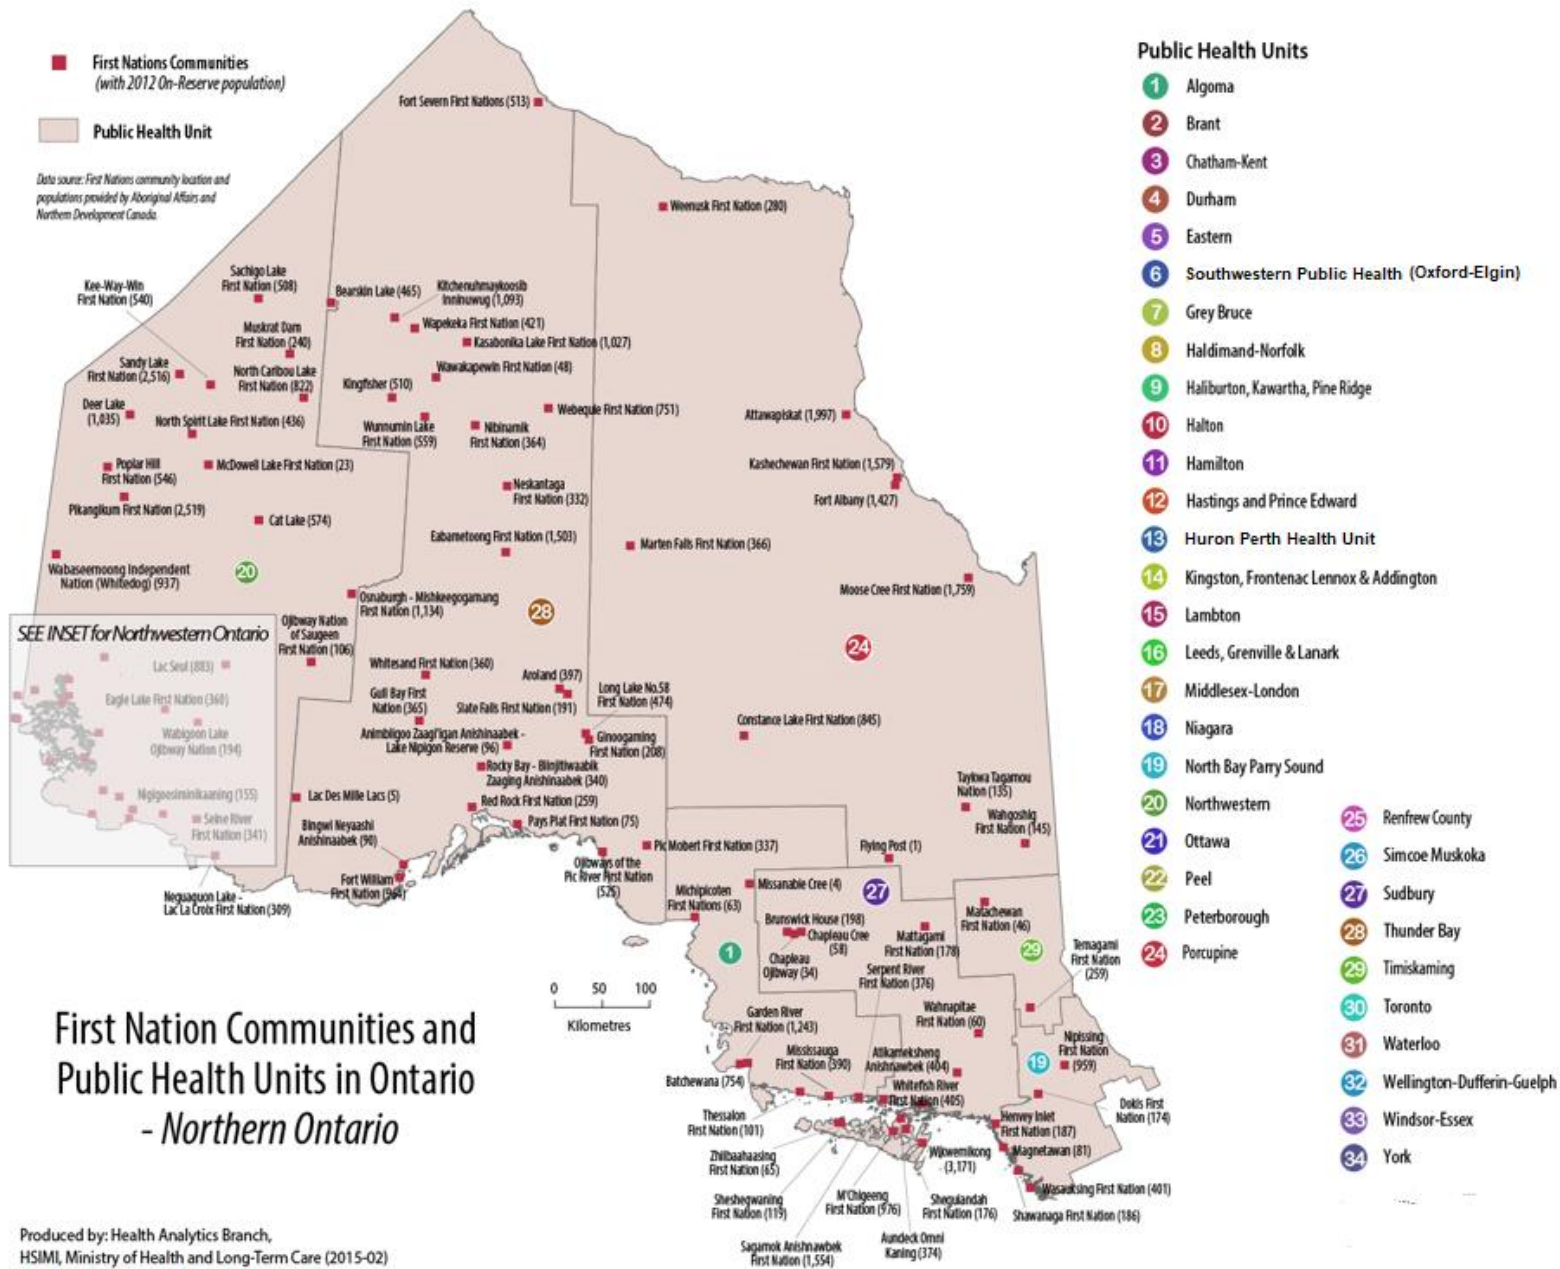 First Nations Communities
(with 2012 On-Reserve population)
Public Health Unit
Data source: First Nations community location and
populations provided by Aboriginal Affairs and
Northern Development Canada.
Fort Severn First Nations (513)
Weenusk First Nation (280)
Sachigo Lake
First Nation (508)
Kee-Way-Win
First Nation (540)
Bearskin Lake (465)
Kitchenuhmaykoosib
Inninuwug (1,093)
Wapekeka First Nation (421)
Muskrat Dam
First Nation (240)
Kasabonika Lake First Nation (1,027)
Sandy Lake
First Nation (2,516)
North Caribou Lake
First Nation (822)
Wawakapewin First Nation (48)
Kingfisher (510)
Deer Lake
(1,035)
North Spirit Lake First Nation (436)
Wunnumin Lake
First Nation (559)
Nibinamik
First Nation (364)
Webequie First Nation (751)
Attawapiskat (1,997)
Poplar Hill
First Nation (546)
McDowell Lake First Nation (23)
Kashechewan First Nation (1,579)
Fort Albany (1,427)
Neskantaga
First Nation (332)
Pikangikum First Nation (2,519)
Cat Lake (574)
Eabametoong First Nation (1,503)
Marten Falls First Nation (366)
Wabaseemoong Independent
Nation (Whitedog) (937)
20
Moose Cree First Nation (1,759)
Osnaburgh - Mishkeegogamang
First Nation (1,134)
28
Ojibway Nation
of Saugeen
First Nation (106)
24
SEE INSET for Northwestern Ontario
Lac Seul (883)
Eagle Lake First Nation (360)
Wabigoon Lake
Ojibway Nation (194)
Nigigoosiminikaaning (155)
Seine River
First Nation (341)
Whitesand First Nation (360)
Aroland (397)
Gull Bay First
Nation (365)
Slate Falls First Nation (191)
Long Lake No.58
First Nation (474)
Constance Lake First Nation (845)
Animbiigoo Zaagi'igan Anishinaabek -
Lake Nipigon Reserve (96)
Ginoogaming
First Nation (208)
Rocky Bay - Biinjitiwaabik
Zaaging Anishinaabek (340)
Lac Des Mille Lacs (5)
Red Rock First Nation (259)
Pays Plat First Nation (75)
Bingwi Neyaashi
Anishinaabek (90)
Taykwa Tagamou
Nation (135)
Wahgoshig
First Nation (145)
Pic Mobert First Nation (337)
Flying Post (1)
Ojibways of the
Pic River First Nation
(525)
Fort William
First Nation (964)
Neguaguon Lake -
Lac La Croix First Nation (309)
Michipicoten
First Nations (63)
Missanabie Cree (4)
27
Brunswick House (198)
Chapleau Cree
(58)
Chapleau
Ojibway (34)
Mattagami
First Nation (178)
Matachewan
First Nation (46)
1
29
Temagami
First Nation
(259)
Serpent River
First Nation (376)
0 50 100
Kilometres
Garden River
First Nation (1,243)
Wahnapitae
First Nation (60)
Mississauga
First Nation (390)
Atikameksheng
Anishnawbek (404)
Nipissing
First Nation
(959)
19
Batchewana (754)
Whitefish River
First Nation (405)
Thessalon
First Nation (101)
Henvey Inlet
First Nation (187)
Dokis First
Nation (174)
Zhiibaahaasing
First Nation (65)
Wikwemikong
(3,171)
Magnetawan (81)
Sheshegwaning
First Nation (119)
M'Chigeeng
First Nation (976)
Sheguiandah
First Nation (176)
Wasauksing First Nation (401)
Shawanaga First Nation (186)
Sagamok Anishnawbek
First Nation (1,554)
Aundeck Omni
Kaning (374)
First Nation Communities and
Public Health Units in Ontario
- Northern Ontario
Produced by: Health Analytics Branch,
HSIMI, Ministry of Health and Long-Term Care (2015-02)
Public Health Units
1 Algoma
2 Brant
3 Chatham-Kent
4 Durham
5 Eastern
6 Southwestern Public Health (Oxford-Elgin)
7 Grey Bruce
8 Haldimand-Norfolk
9 Haliburton, Kawartha, Pine Ridge
10 Halton
11 Hamilton
12 Hastings and Prince Edward
13 Huron Perth Health Unit
14 Kingston, Frontenac Lennox & Addington
15 Lambton
16 Leeds, Grenville & Lanark
17 Middlesex-London
18 Niagara
19 North Bay Parry Sound
20 Northwestern
21 Ottawa
22 Peel
23 Peterborough
24 Porcupine
25 Renfrew County
26 Simcoe Muskoka
27 Sudbury
28 Thunder Bay
29 Timiskaming
30 Toronto
31 Waterloo
32 Wellington-Dufferin-Guelph
33 Windsor-Essex
34 York